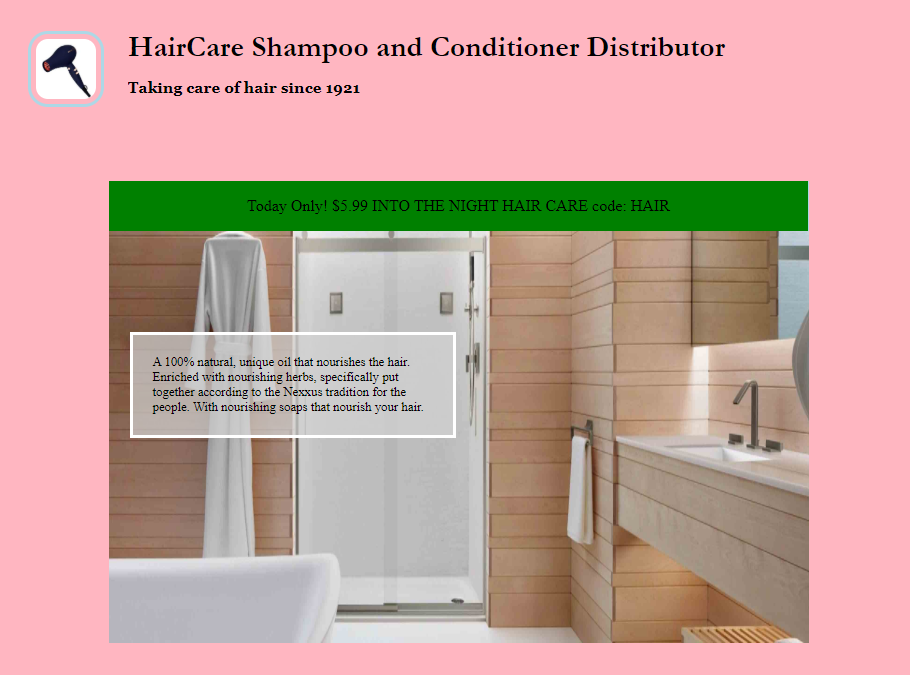 HairCare Shampoo and Conditioner Distributor
Taking care of hair since 1921
Today Only! $5.99 INTO THE NIGHT HAIR CARE code: HAIR
A 100% natural, unique oil that nourishes the hair.
Enriched with nourishing herbs, specifically put
together according to the Nexxus tradition for the
people. With nourishing soaps that nourish your hair.